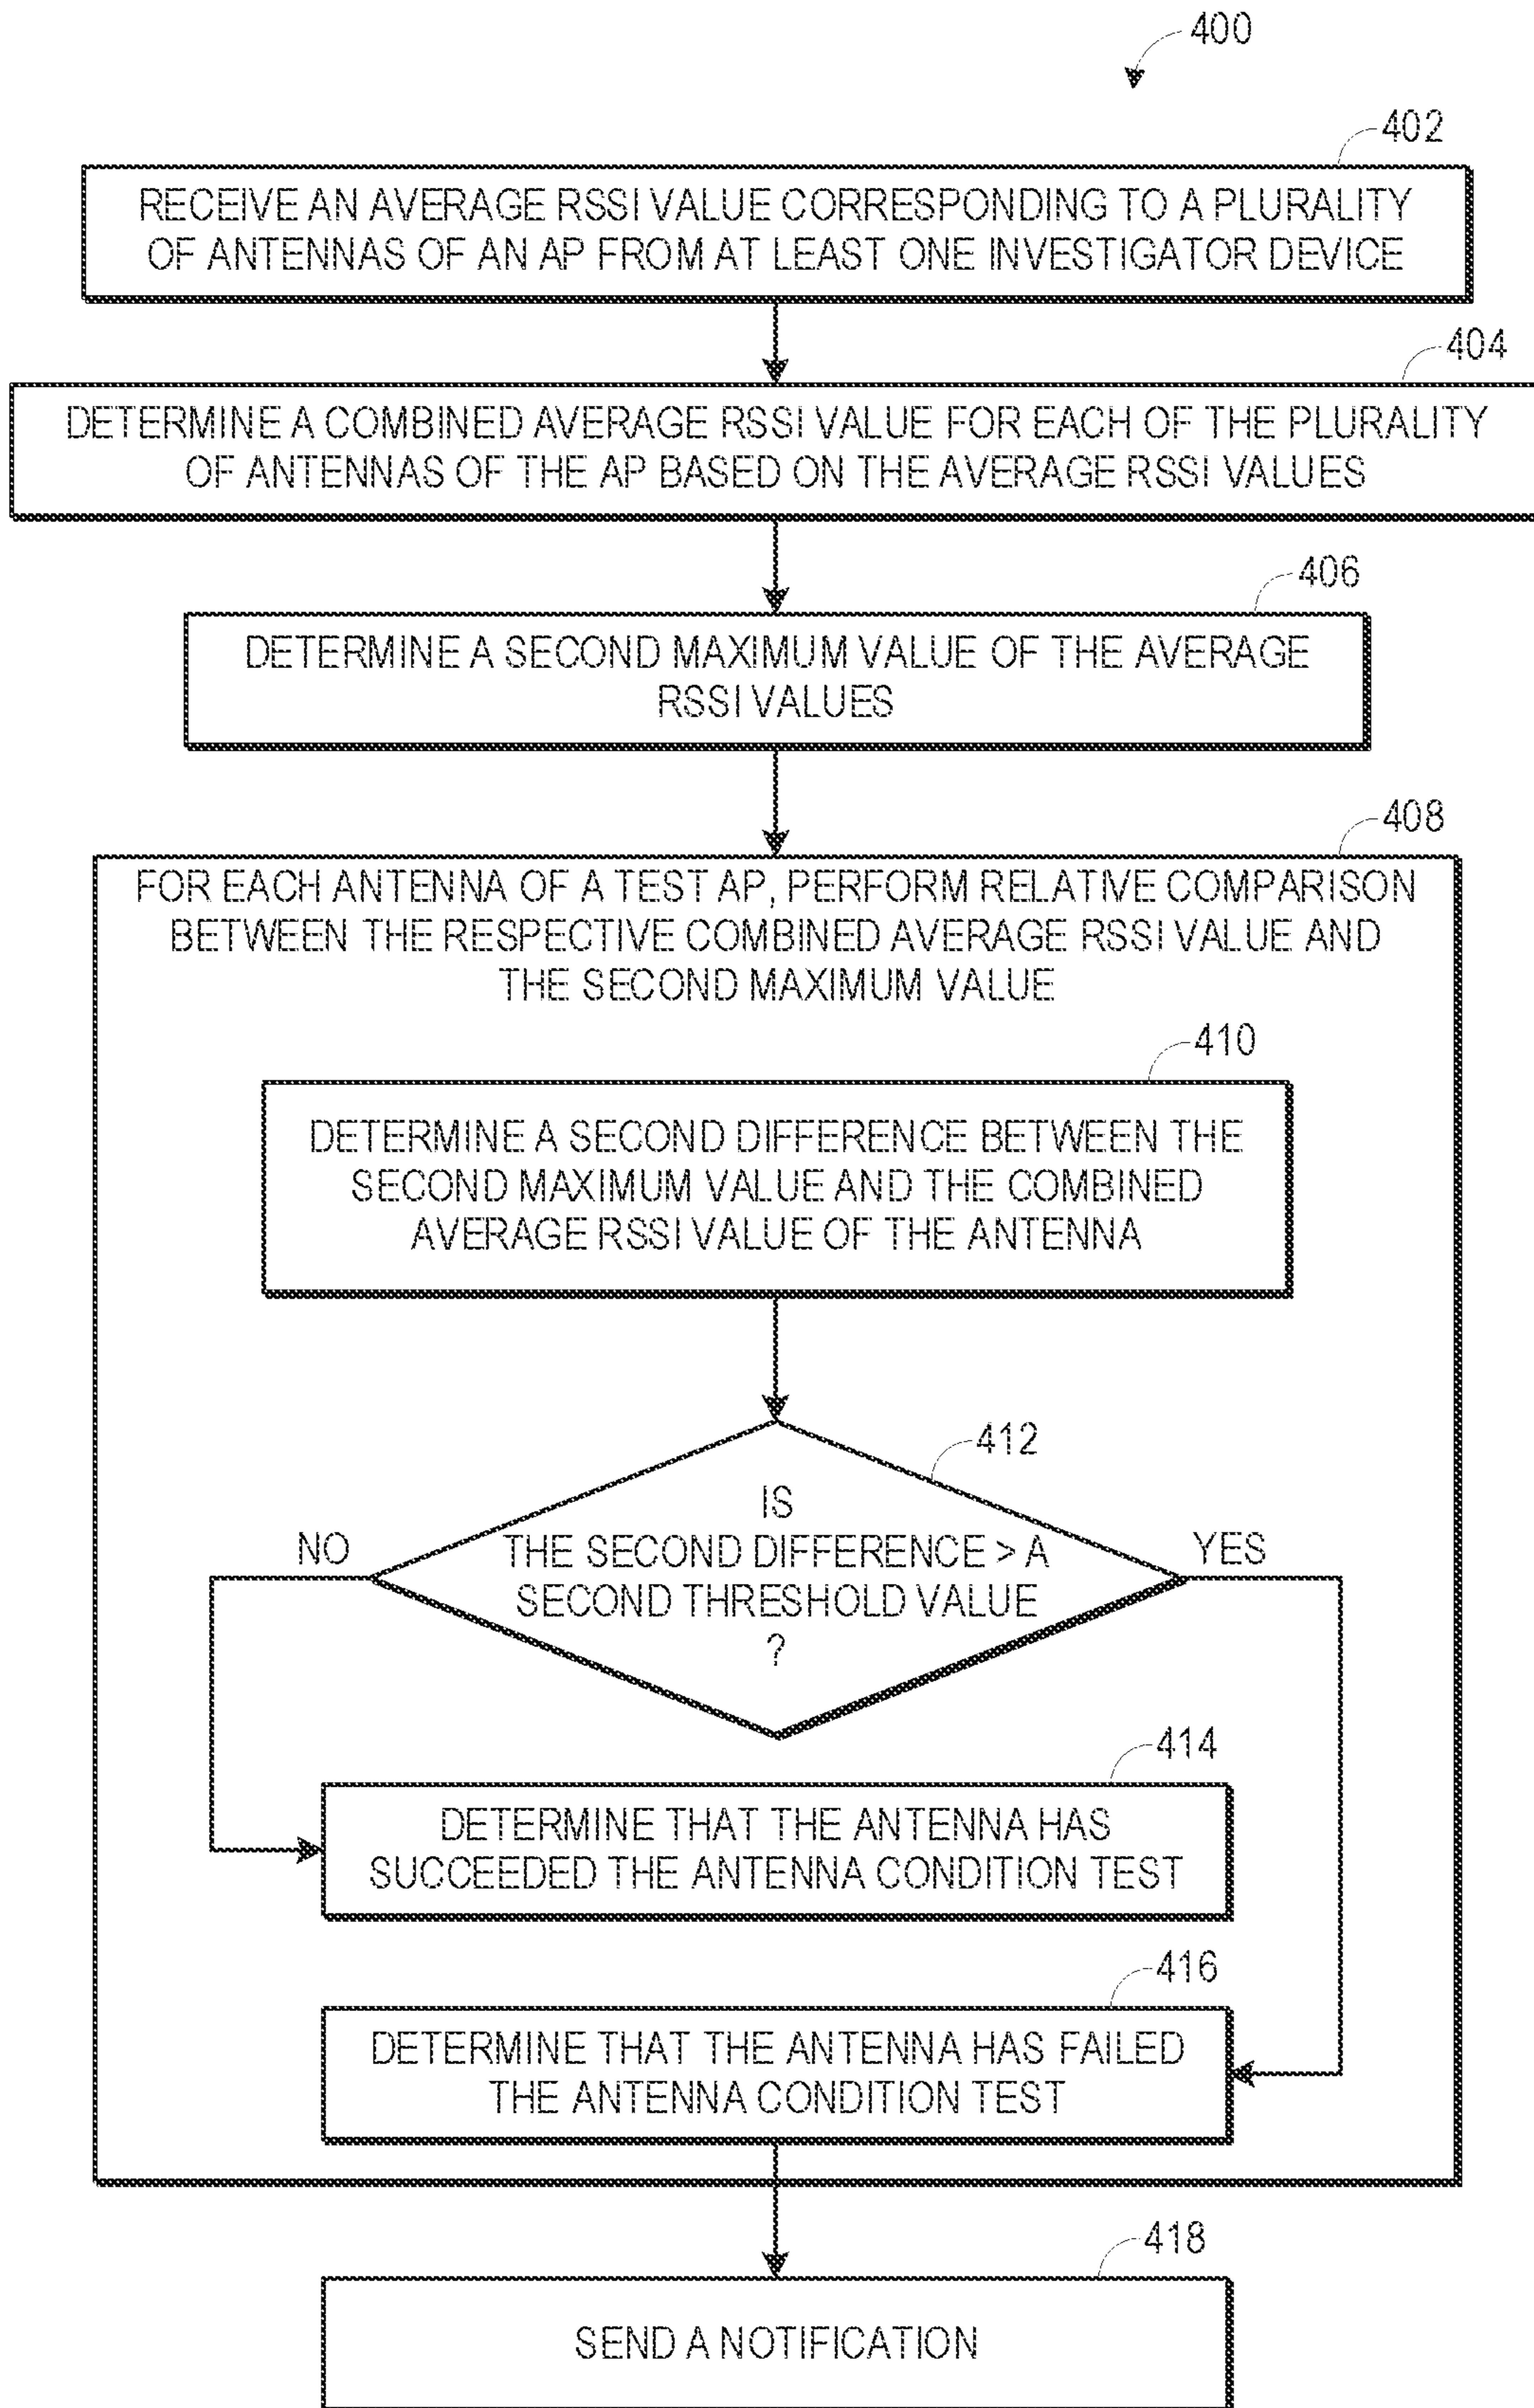 400
402
RECEIVE AN AVERAGE RSSI VALUE CORRESPONDING TO A PLURALITY
OF ANTENNAS OF AN AP FROM AT LEAST ONE INVESTIGATOR DEVICE
404
DETERMINE A COMBINED AVERAGE RSSI VALUE FOR EACH OF THE PLURALITY
OF ANTENNAS OF THE AP BASED ON THE AVERAGE RSSI VALUES
406
DETERMINE A SECOND MAXIMUM VALUE OF THE AVERAGE
RSSI VALUES
408
FOR EACH ANTENNA OF A TEST AP, PERFORM RELATIVE COMPARISON
BETWEEN THE RESPECTIVE COMBINED AVERAGE RSSI VALUE AND
THE SECOND MAXIMUM VALUE
410
DETERMINE A SECOND DIFFERENCE BETWEEN THE
SECOND MAXIMUM VALUE AND THE COMBINED
AVERAGE RSSI VALUE OF THE ANTENNA
412
IS
THE SECOND DIFFERENCE > A
SECOND THRESHOLD VALUE
?
NO
YES
414
DETERMINE THAT THE ANTENNA HAS
SUCCEEDED THE ANTENNA CONDITION TEST
416
DETERMINE THAT THE ANTENNA HAS FAILED
THE ANTENNA CONDITION TEST
418
SEND A NOTIFICATION